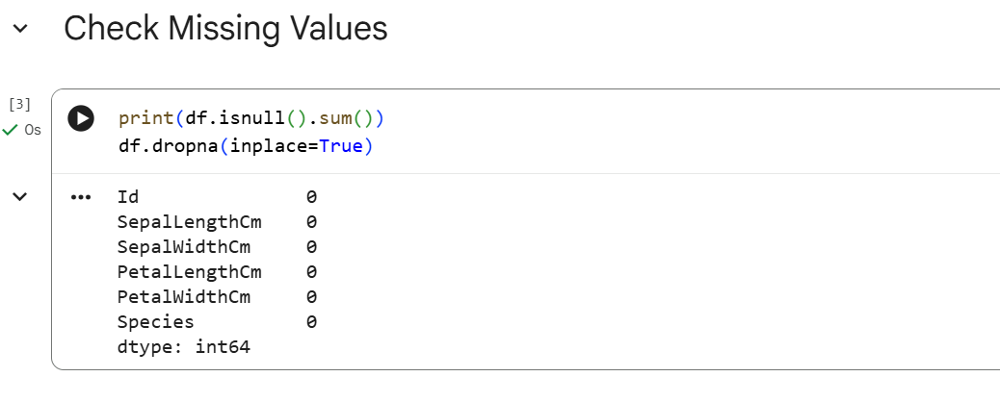 Check Missing Values
[3]
0s
print(df.isnull().sum())
df.dropna(inplace=True)
Id 0
SepalLengthCm 0
SepalWidthCm 0
PetalLengthCm 0
PetalWidthCm 0
Species 0
dtype: int64